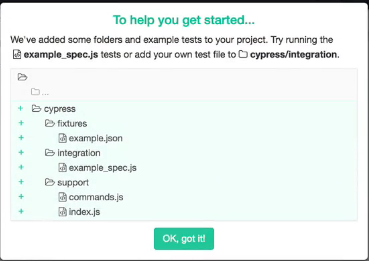 To help you get started...
We've added some folders and example tests to your project. Try running the
example_spec.js tests or add your own test file to cypress/integration.
...
+ cypress
+ fixtures
+ example.json
+ integration
+ example_spec.js
+ support
+ commands.js
+ index.js
OK, got it!